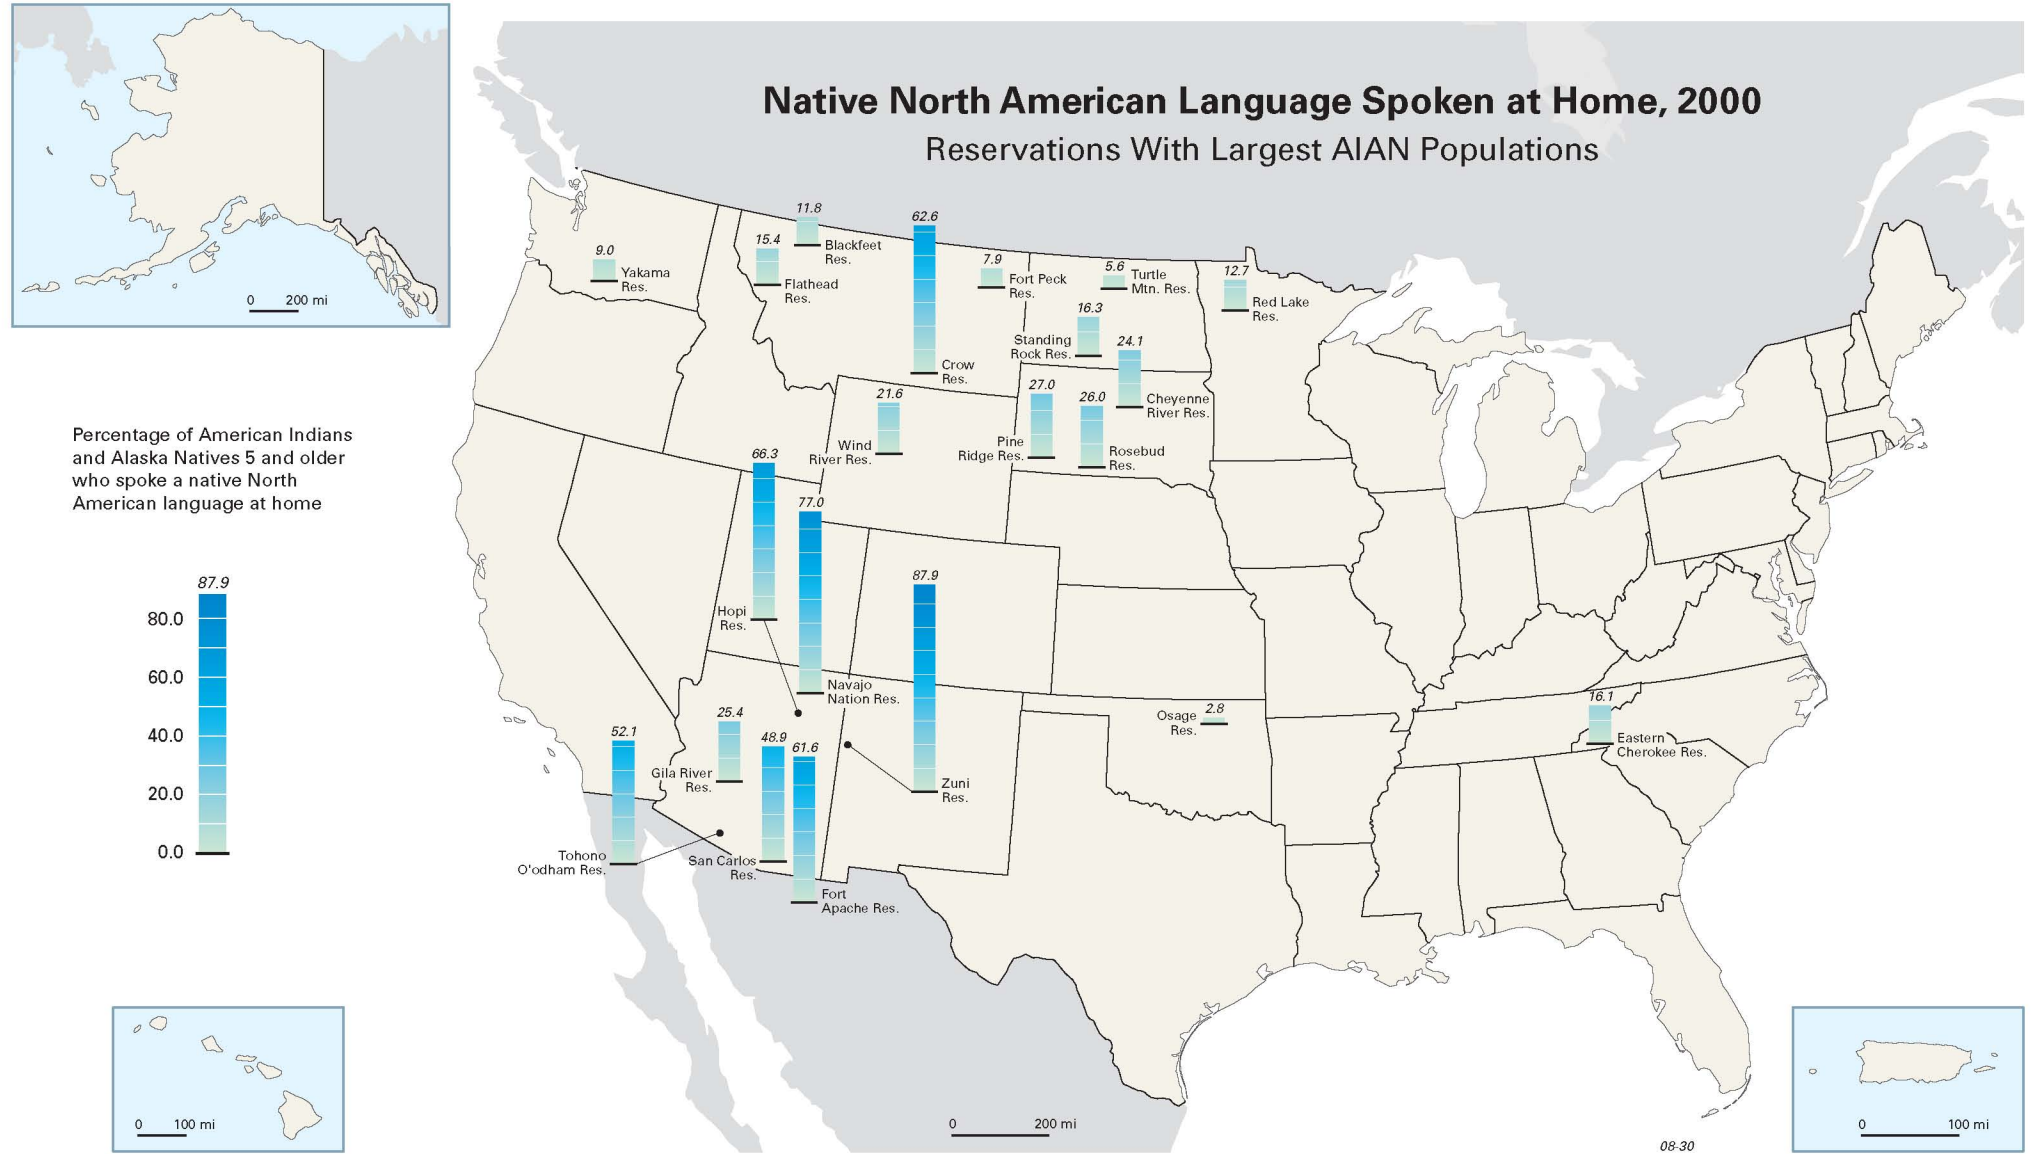 Native North American Language Spoken at Home, 2000
Reservations With Largest AIAN Populations
0 200 mi
Percentage of American Indians
and Alaska Natives 5 and older
who spoke a native North
American language at home
87.9
80.0
60.0
40.0
20.0
0.0
9.0
Yakama
Res.
11.8
Blackfeet
Res.
15.4
Flathead
Res.
62.6
Crow
Res.
7.9
Fort Peck
Res.
5.6
Turtle
Mtn. Res.
12.7
Red Lake
Res.
16.3
Standing
Rock Res.
24.1
Cheyenne
River Res.
21.6
Wind
River Res.
27.0
Pine
Ridge Res.
26.0
Rosebud
Res.
66.3
Hopi
Res.
77.0
Navajo
Nation Res.
87.9
Zuni
Res.
25.4
Gila River
Res.
52.1
Tohono
O'odham Res.
48.9
San Carlos
Res.
61.6
Fort
Apache Res.
2.8
Osage
Res.
16.1
Eastern
Cherokee Res.
0 100 mi
0 200 mi
0 100 mi
08-30